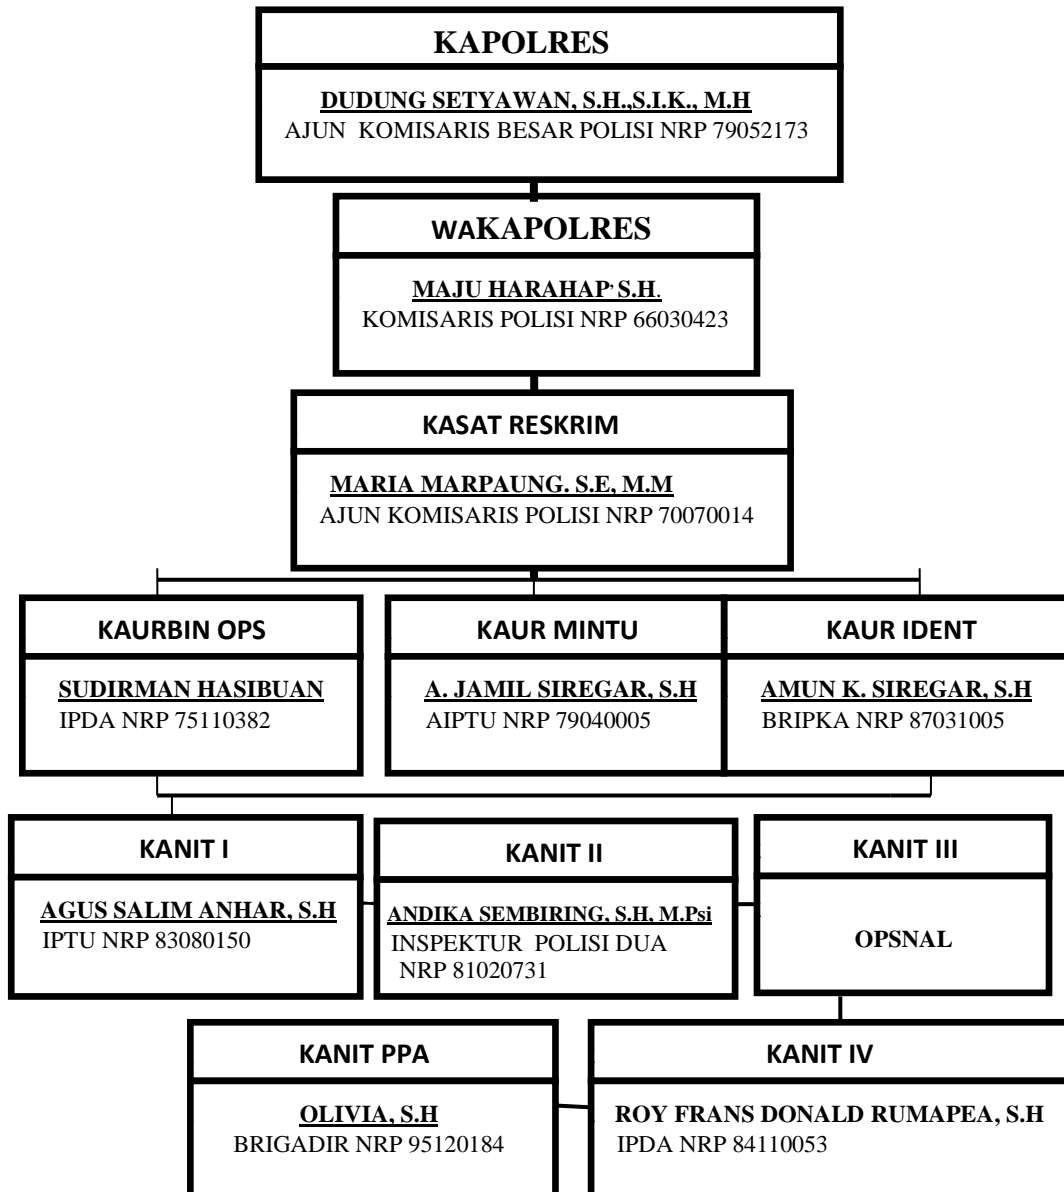 KAPOLRES
DUDUNG SETYAWAN, S.H.,S.I.K., M.H
AJUN KOMISARIS BESAR POLISI NRP 79052173
WAKAPOLRES
MAJU HARAHAP, S.H.
KOMISARIS POLISI NRP 66030423
KASAT RESKRIM
MARIA MARPAUNG. S.E, M.M
AJUN KOMISARIS POLISI NRP 70070014
KAURBIN OPS
SUDIRMAN HASIBUAN
IPDA NRP 75110382
KAUR MINTU
A. JAMIL SIREGAR, S.H
AIPTU NRP 79040005
KAUR IDENT
AMUN K. SIREGAR, S.H
BRIPKA NRP 87031005
KANIT I
AGUS SALIM ANHAR, S.H
IPTU NRP 83080150
KANIT II
ANDIKA SEMBIRING, S.H, M.Psi
INSPEKTUR POLISI DUA
NRP 81020731
KANIT III
OPSNAL
KANIT PPA
OLIVIA, S.H
BRIGADIR NRP 95120184
KANIT IV
ROY FRANS DONALD RUMAPEA, S.H
IPDA NRP 84110053